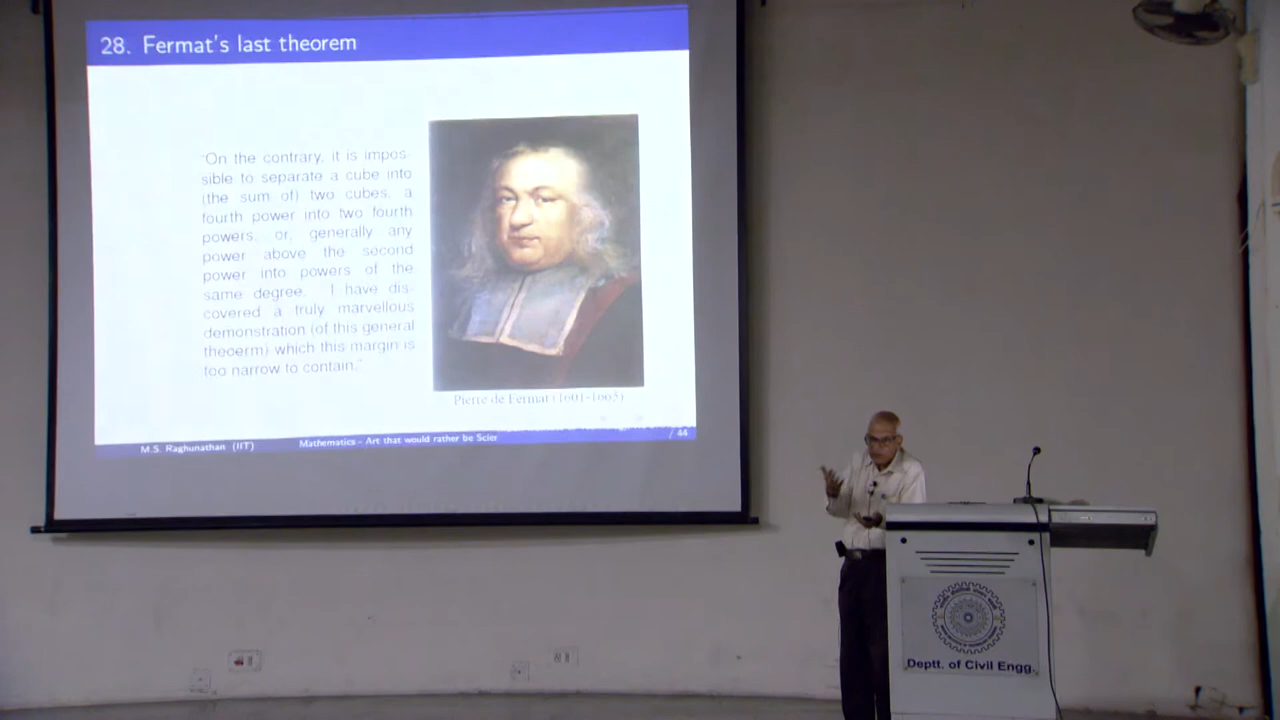 28. Fermat's last theorem
"On the contrary, it is impos-
sible to separate a cube into
(the sum of) two cubes, a
fourth power into two fourth
powers, or, generally any
power above the second
power into powers of the
same degree. I have dis-
covered a truly marvellous
demonstration (of this general
theoerm) which this margin is
too narrow to contain."
Pierre de Fermat (1601-1665)
M.S. Raghunathan (IIT)
Mathematics - Art that would rather be Scier
/ 44
Deptt. of Civil Engg.